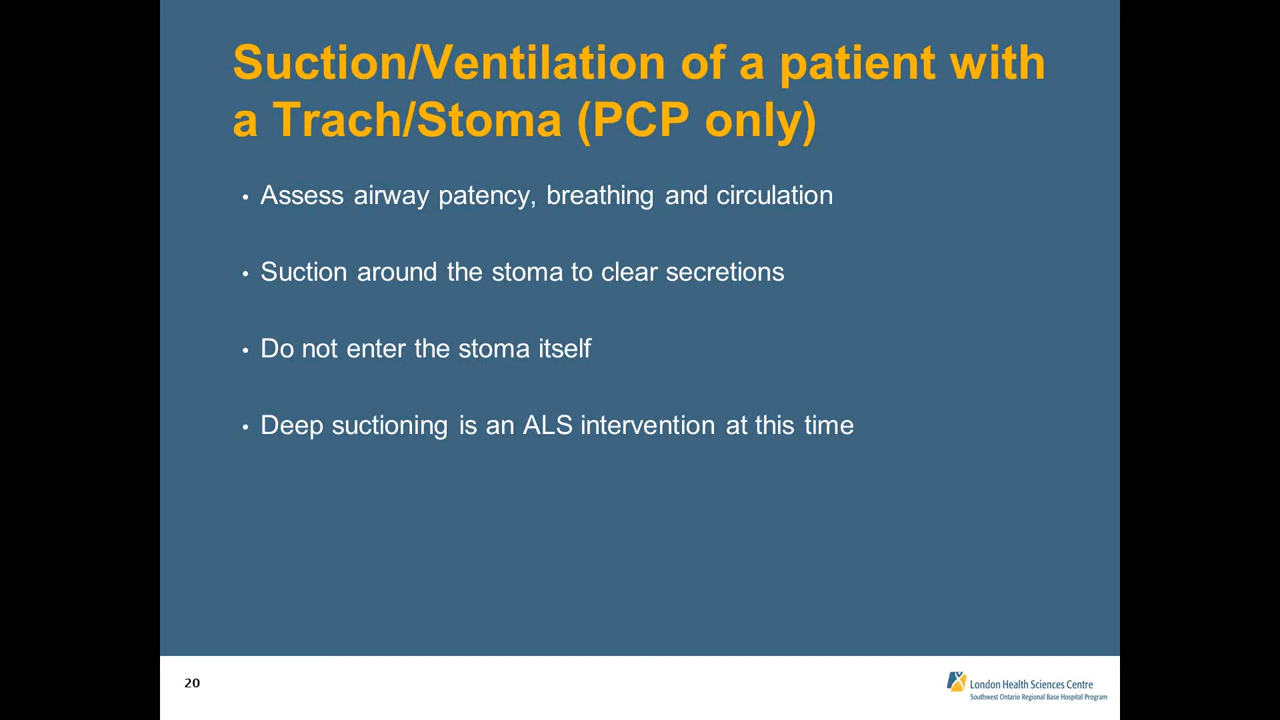 Suction/Ventilation of a patient with
a Trach/Stoma (PCP only)
• Assess airway patency, breathing and circulation
• Suction around the stoma to clear secretions
• Do not enter the stoma itself
• Deep suctioning is an ALS intervention at this time
20
London Health Sciences Centre
Southwest Ontario Regional Base Hospital Program